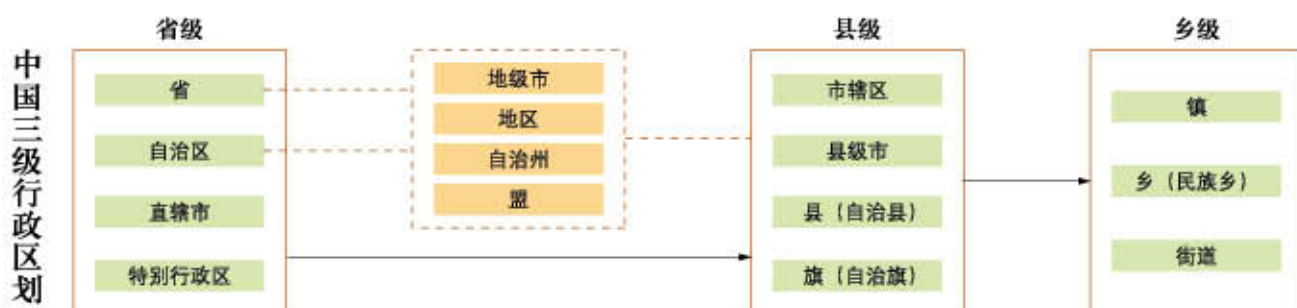 中国三级行政区划
省级
省
自治区
直辖市
特别行政区
地级市
地区
自治州
盟
县级
市辖区
县级市
县（自治县）
旗（自治旗）
乡级
镇
乡（民族乡）
街道